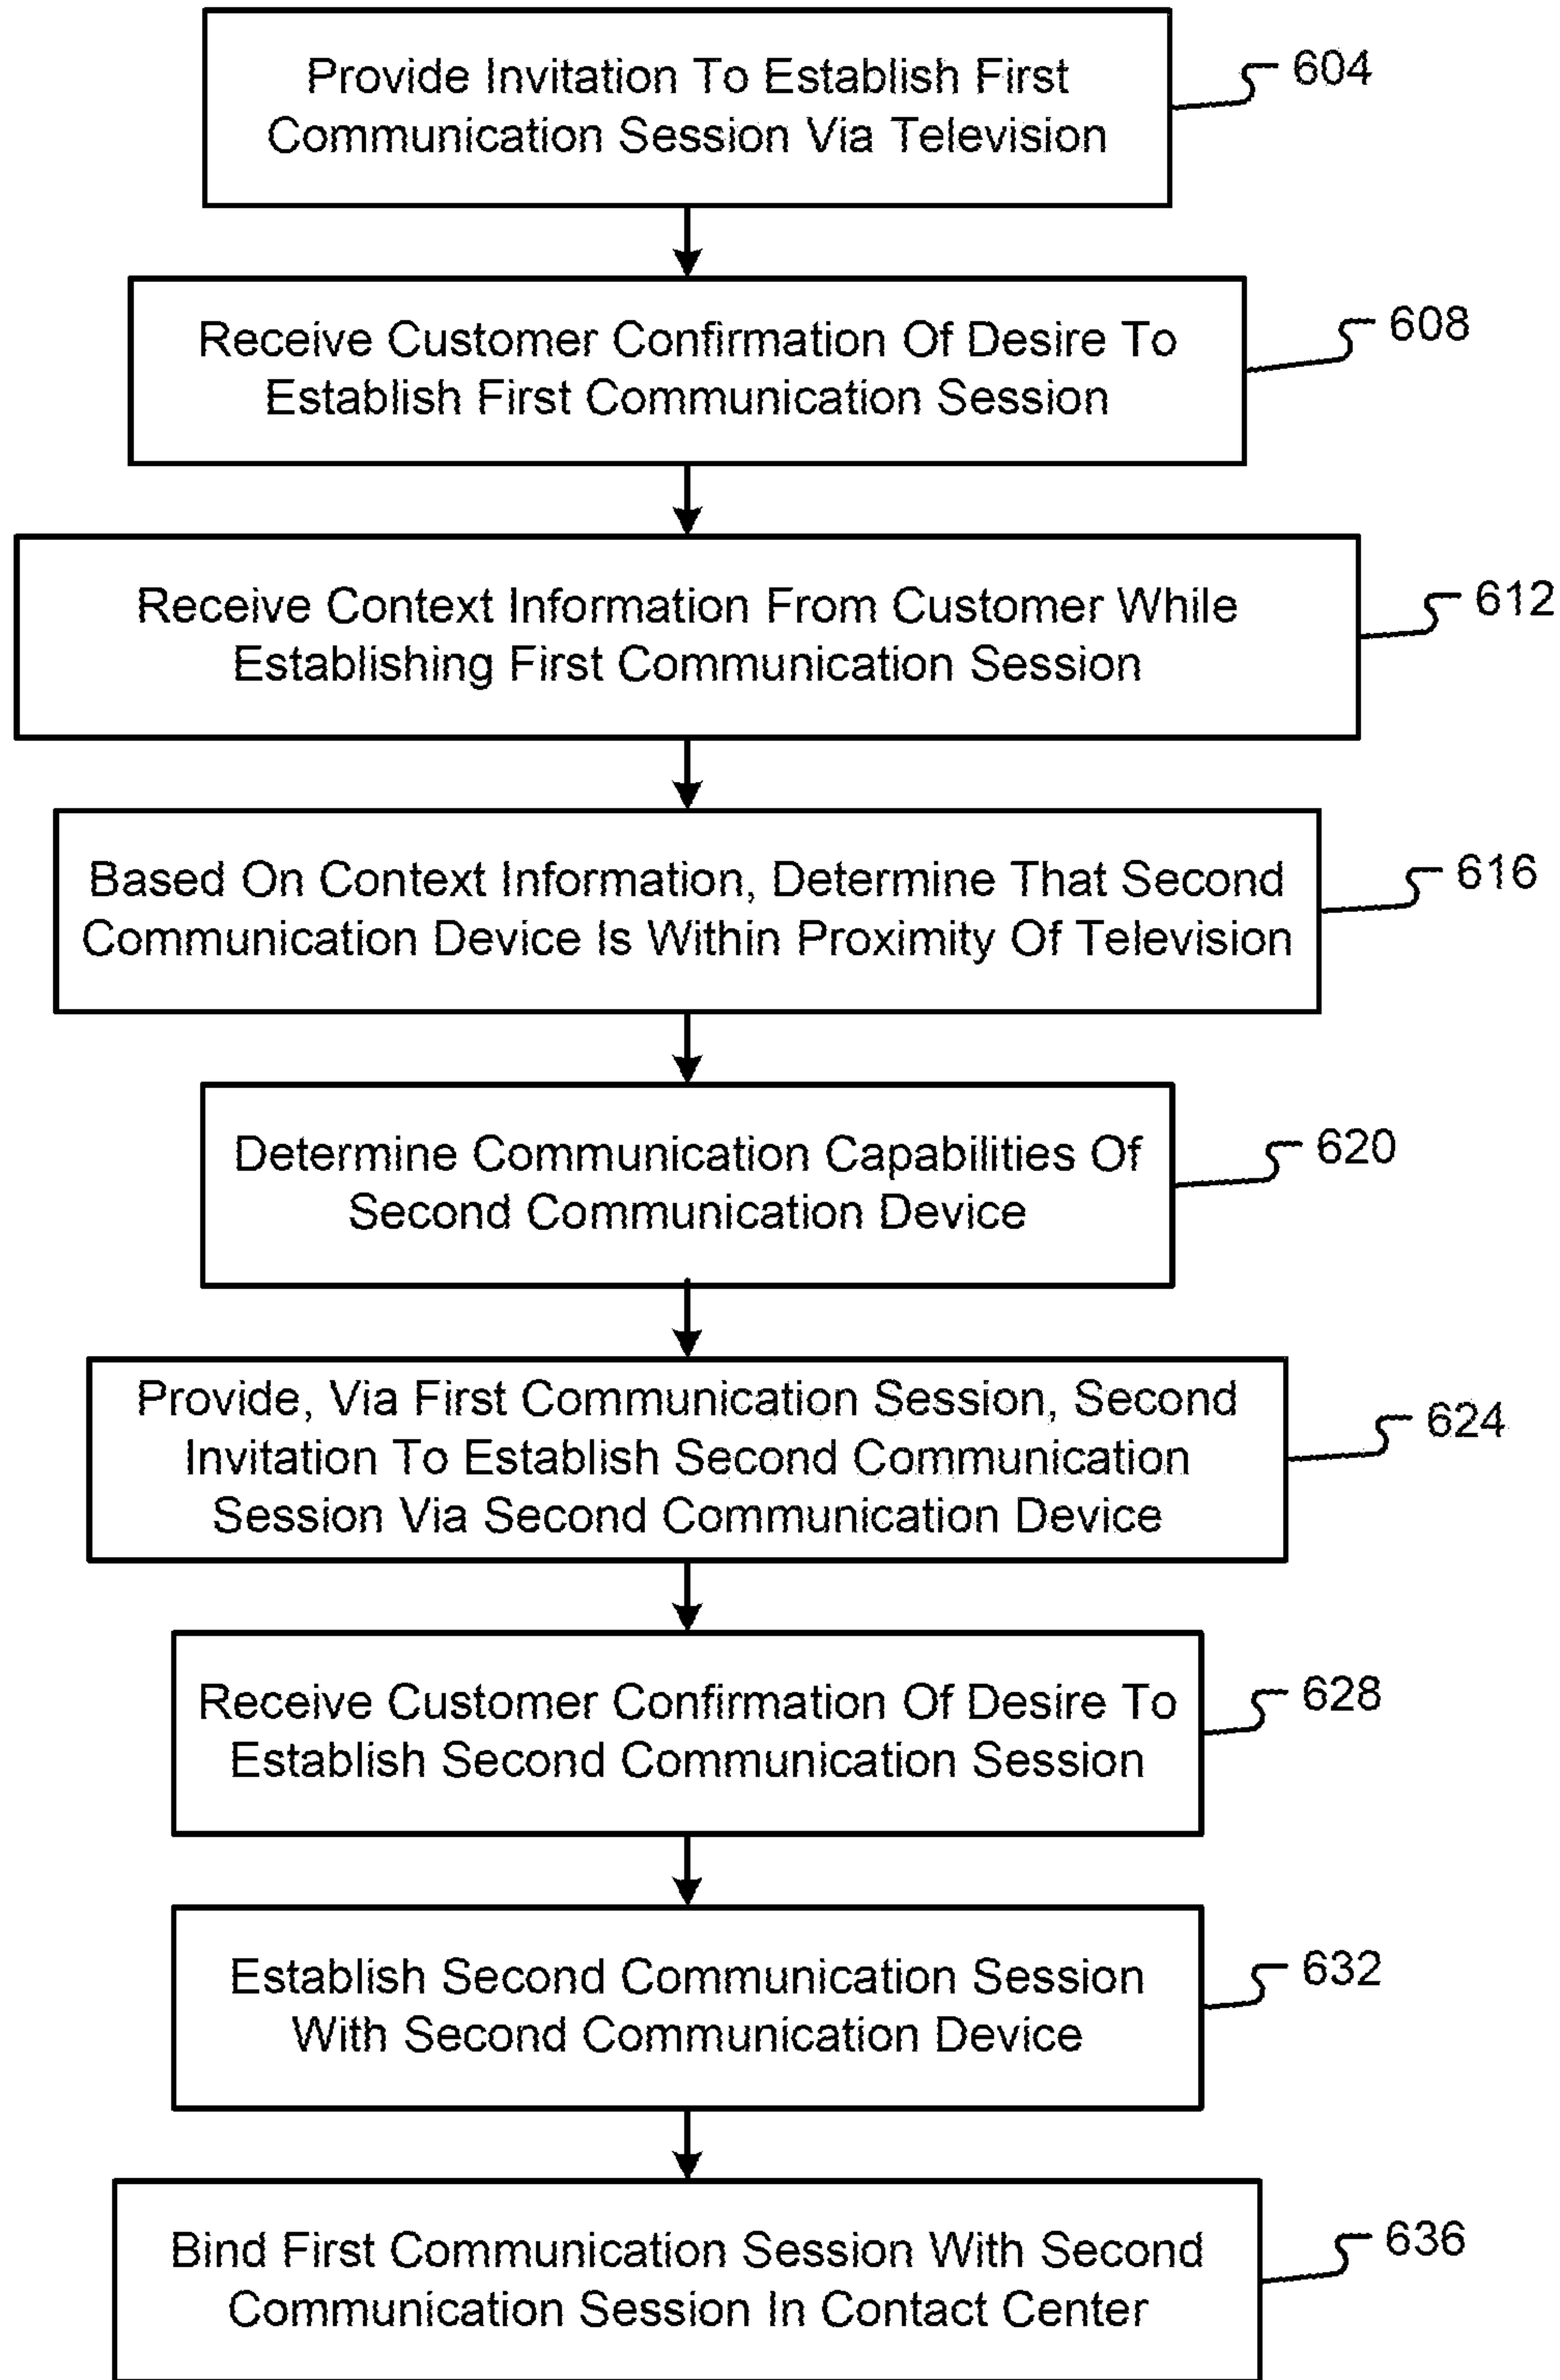 Provide Invitation To Establish First
Communication Session Via Television
604
Receive Customer Confirmation Of Desire To
Establish First Communication Session
608
Receive Context Information From Customer While
Establishing First Communication Session
612
Based On Context Information, Determine That Second
Communication Device Is Within Proximity Of Television
616
Determine Communication Capabilities Of
Second Communication Device
620
Provide, Via First Communication Session, Second
Invitation To Establish Second Communication
Session Via Second Communication Device
624
Receive Customer Confirmation Of Desire To
Establish Second Communication Session
628
Establish Second Communication Session
With Second Communication Device
632
Bind First Communication Session With Second
Communication Session In Contact Center
636